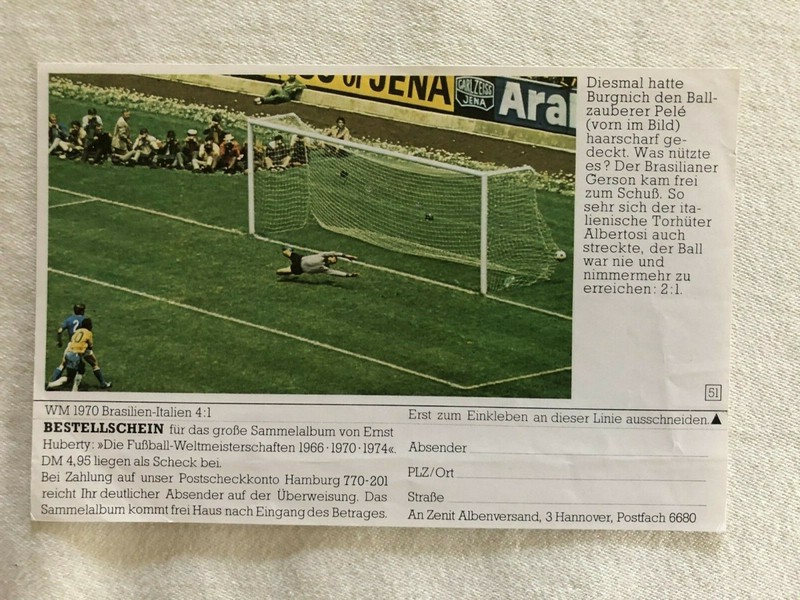 OF JENA
CARL ZEISS
JENA
Aral
Diesmal hatte
Burgnich den Ball-
zauberer Pelé
(vorn im Bild)
haarscharf ge-
deckt. Was nützte
es? Der Brasilianer
Gerson kam frei
zum Schuß. So
sehr sich der ita-
lienische Torhüter
Albertosi auch
streckte, der Ball
war nie und
nimmermehr zu
erreichen: 2:1.
2
10
51
WM 1970 Brasilien-Italien 4:1
BESTELLSCHEIN für das große Sammelalbum von Ernst
Huberty: »Die Fußball-Weltmeisterschaften 1966 · 1970 · 1974«.
DM 4,95 liegen als Scheck bei.
Bei Zahlung auf unser Postscheckkonto Hamburg 770-201
reicht Ihr deutlicher Absender auf der Überweisung. Das
Sammelalbum kommt frei Haus nach Eingang des Betrages.
Erst zum Einkleben an dieser Linie ausschneiden.▲
Absender
PLZ/Ort
Straße
An Zenit Albenversand, 3 Hannover, Postfach 6680